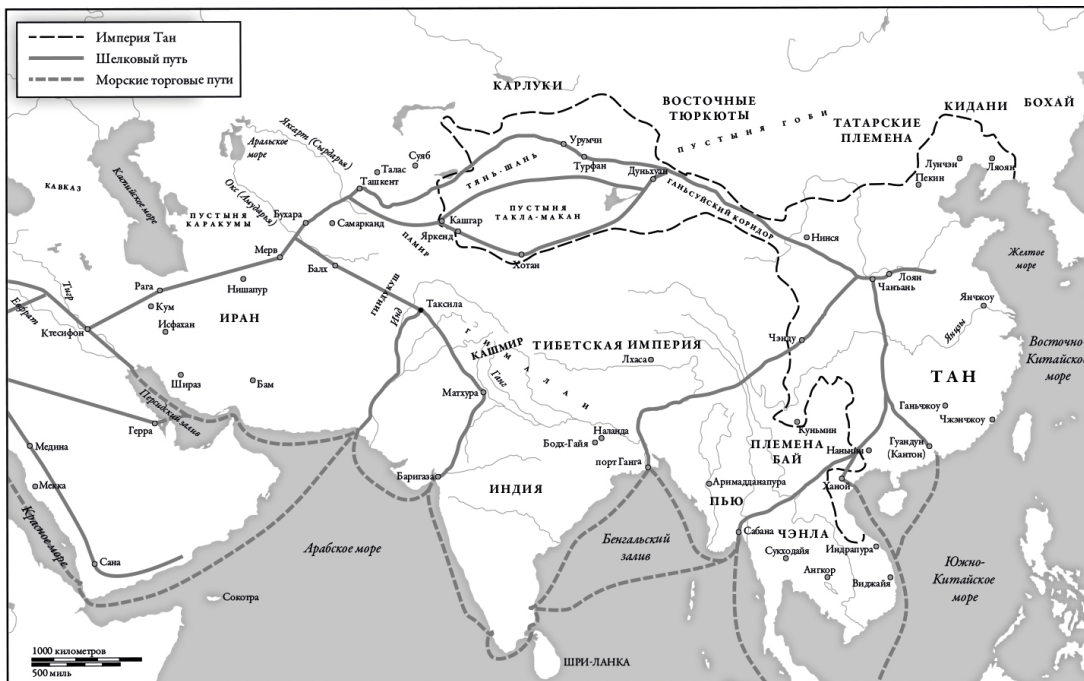 Империя Тан
Шелковый путь
Морские торговые пути
КАРЛУКИ
ВОСТОЧНЫЕ
ТЮРКЮТЫ
ПУСТЫНЯ ГОБИ
ТАТАРСКИЕ
ПЛЕМЕНА
КИДАНИ
БОХАЙ
Аральское
море
Яксарт (Сырдарья)
Суяб
Талас
Ташкент
ТЯНЬ-ШАНЬ
Урумчи
Турфан
Дуньхуан
Лунчэн
Ляоян
Пекин
КАВКАЗ
Каспийское море
Окс (Амударья)
ПУСТЫНЯ
КАРАКУМЫ
Бухара
Самарканд
ПАМИР
Кашгар
Яркенд
ПУСТЫНЯ
ТАКЛА-МАКАН
Хотан
ГАНЬСУЙСКИЙ КОРИДОР
Нинся
Желтое
море
Мерв
Балх
Лоян
Чанъань
Янчжоу
Янцзы
Тигр
Евфрат
Рага
Нишапур
Кум
Исфахан
ИРАН
Ктесифон
ГИНДУКУШ
Инд
Таксила
КАШМИР
ГИМАЛАИ
Ганг
ТИБЕТСКАЯ ИМПЕРИЯ
Лхаса
Чэнду
Восточно-
Китайское
море
ТАН
Шираз
Бам
Персидский залив
Герра
Матхура
Наланда
Бодх-Гайя
порт Ганга
Куньмин
ПЛЕМЕНА
БАЙ
Наньнин
Ганьчжоу
Чжэнчжоу
Гуандун
(Кантон)
Медина
Мекка
Красное море
Сана
Баригаза
ИНДИЯ
Аримадданапура
ПЬЮ
Ханой
Арабское море
Сокотра
Бенгальский
залив
Сабана
ЧЭНЛА
Сукходайя
Индрапура
Ангкор
Виджайя
Южно-
Китайское
море
ШРИ-ЛАНКА
1000 километров
500 миль